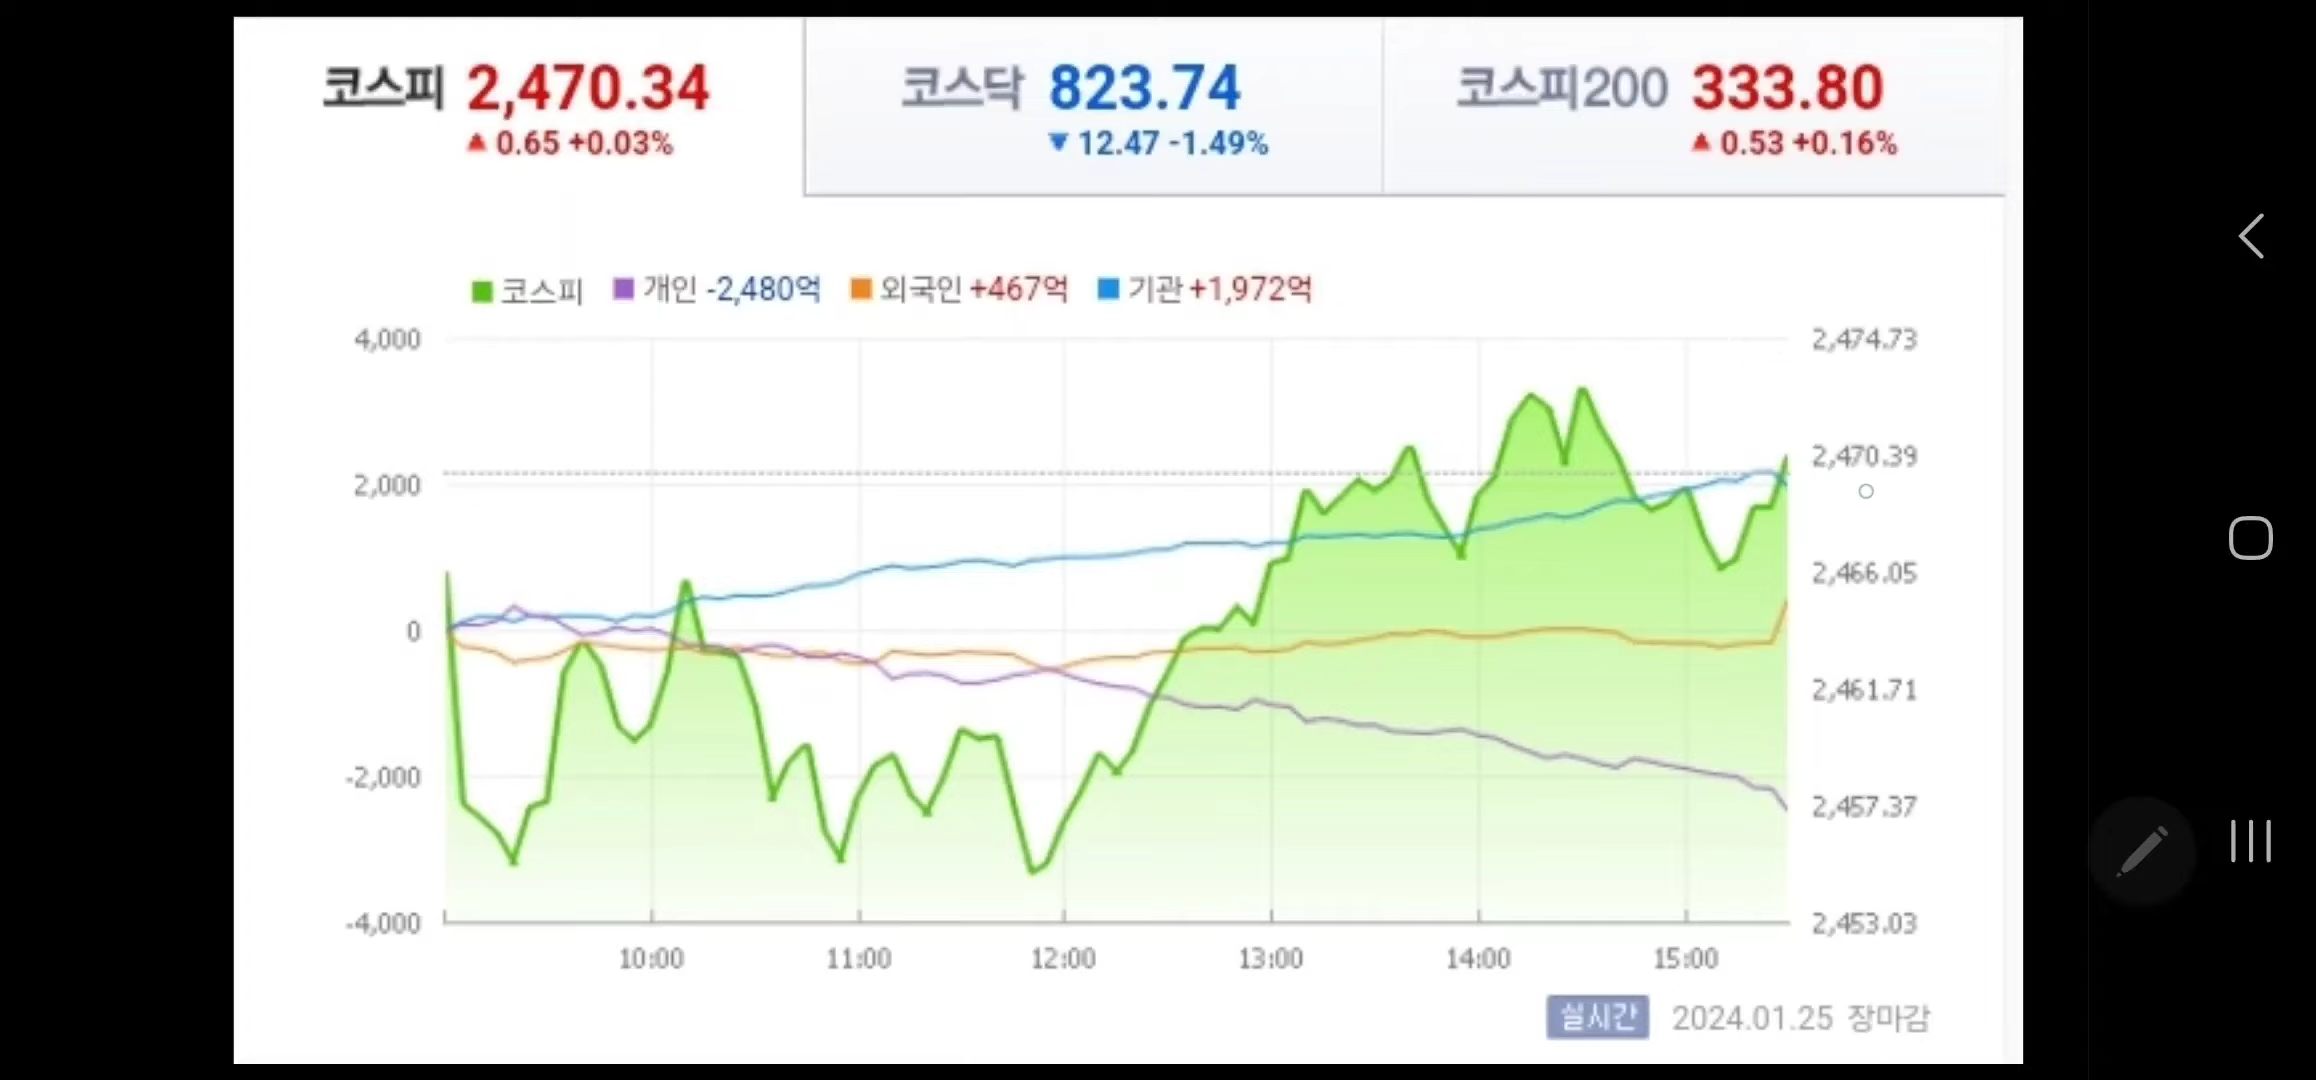 코스피 2,470.34
▲ 0.65 +0.03%
코스닥 823.74
▼ 12.47 -1.49%
코스피200 333.80
▲ 0.53 +0.16%
코스피 개인 -2,480억 외국인 +467억 기관 +1,972억
4,000
2,000
0
-2,000
-4,000
2,474.73
2,470.39
2,466.05
2,461.71
2,457.37
2,453.03
10:00 11:00 12:00 13:00 14:00 15:00
실시간 2024.01.25 장마감